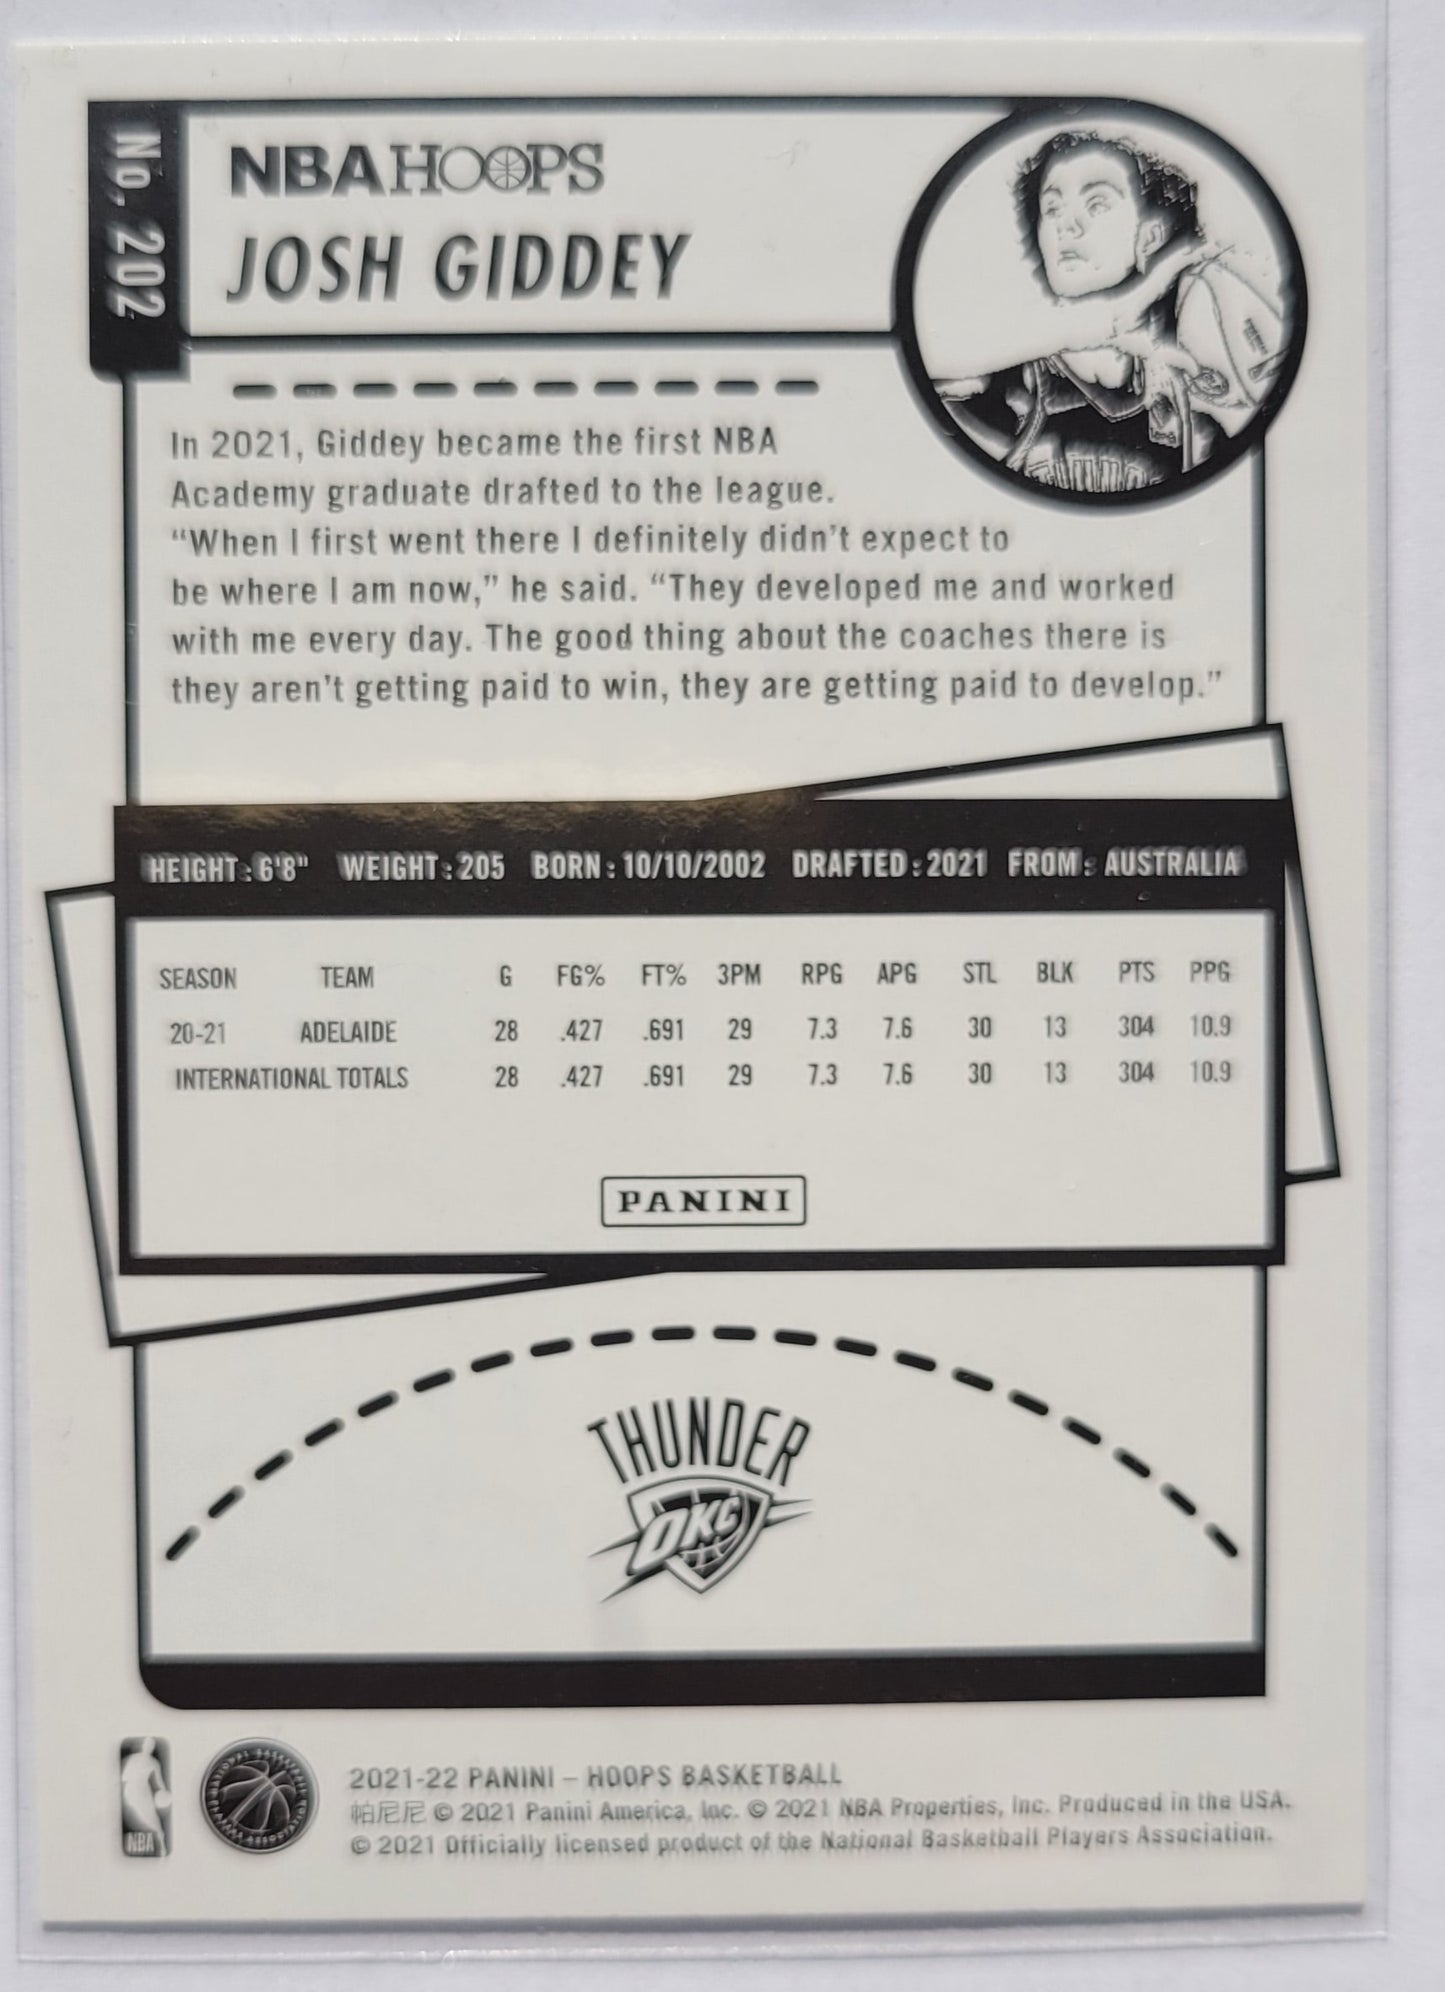 No. 202
NBA HOOPS
JOSH GIDDEY
In 2021, Giddey became the first NBA
Academy graduate drafted to the league.
“When I first went there I definitely didn’t expect to
be where I am now,” he said. “They developed me and worked
with me every day. The good thing about the coaches there is
they aren’t getting paid to win, they are getting paid to develop.”
HEIGHT: 6'8" WEIGHT: 205 BORN: 10/10/2002 DRAFTED: 2021 FROM: AUSTRALIA
SEASON TEAM G FG% FT% 3PM RPG APG STL BLK PTS PPG
20-21 ADELAIDE 28 .427 .691 29 7.3 7.6 30 13 304 10.9
INTERNATIONAL TOTALS 28 .427 .691 29 7.3 7.6 30 13 304 10.9
PANINI
THUNDER
OKC
NBA
2021-22 PANINI – HOOPS BASKETBALL
帕尼尼 © 2021 Panini America, Inc. © 2021 NBA Properties, Inc. Produced in the USA.
© 2021 Officially licensed product of the National Basketball Players Association.